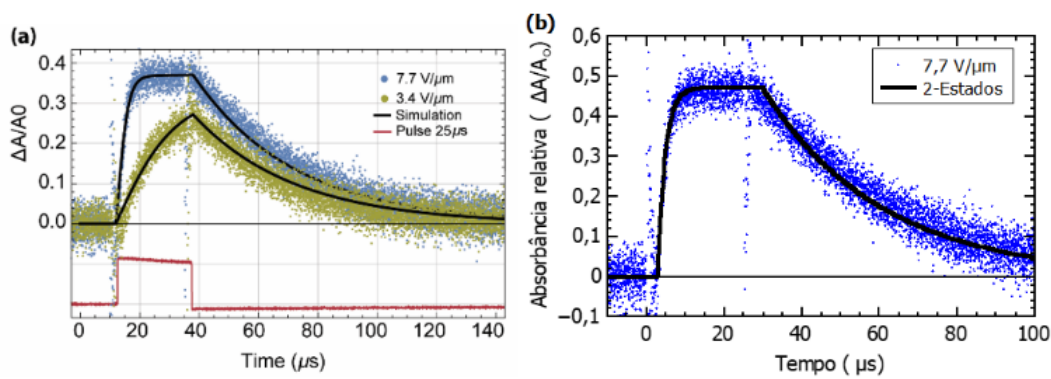 (a)
ΔA/A0
0.4
0.3
0.2
0.1
0.0
7.7 V/μm
3.4 V/μm
Simulation
Pulse 25μs
0 20 40 60 80 100 120 140
Time (μs)
(b)
Absorbância relativa ( ΔA/A₀)
0,6
0,5
0,4
0,3
0,2
0,1
0
−0,1
7,7 V/μm
2-Estados
0 20 40 60 80 100
Tempo ( μs)